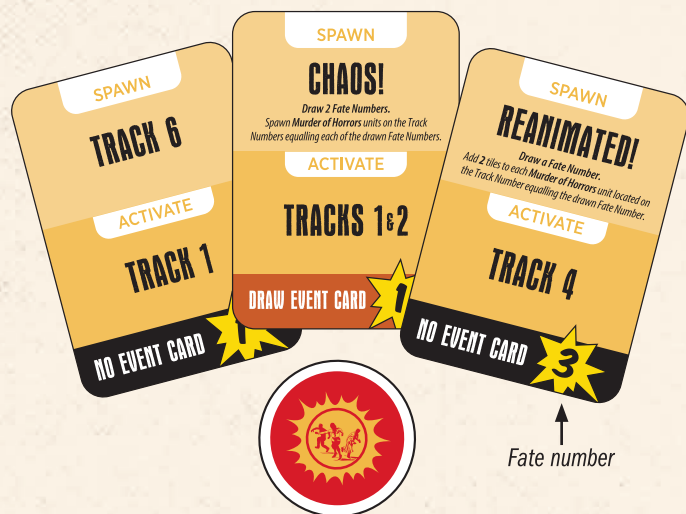 SPAWN
TRACK 6
ACTIVATE
TRACK 1
NO EVENT CARD
1
SPAWN
CHAOS!
Draw 2 Fate Numbers.
Spawn Murder of Horrors units on the Track
Numbers equalling each of the drawn Fate Numbers.
ACTIVATE
TRACKS 1&2
DRAW EVENT CARD
1
SPAWN
REANIMATED!
Draw a Fate Number.
Add 2 tiles to each Murder of Horrors unit located on
the Track Number equalling the drawn Fate Number.
ACTIVATE
TRACK 4
NO EVENT CARD
3
Fate number